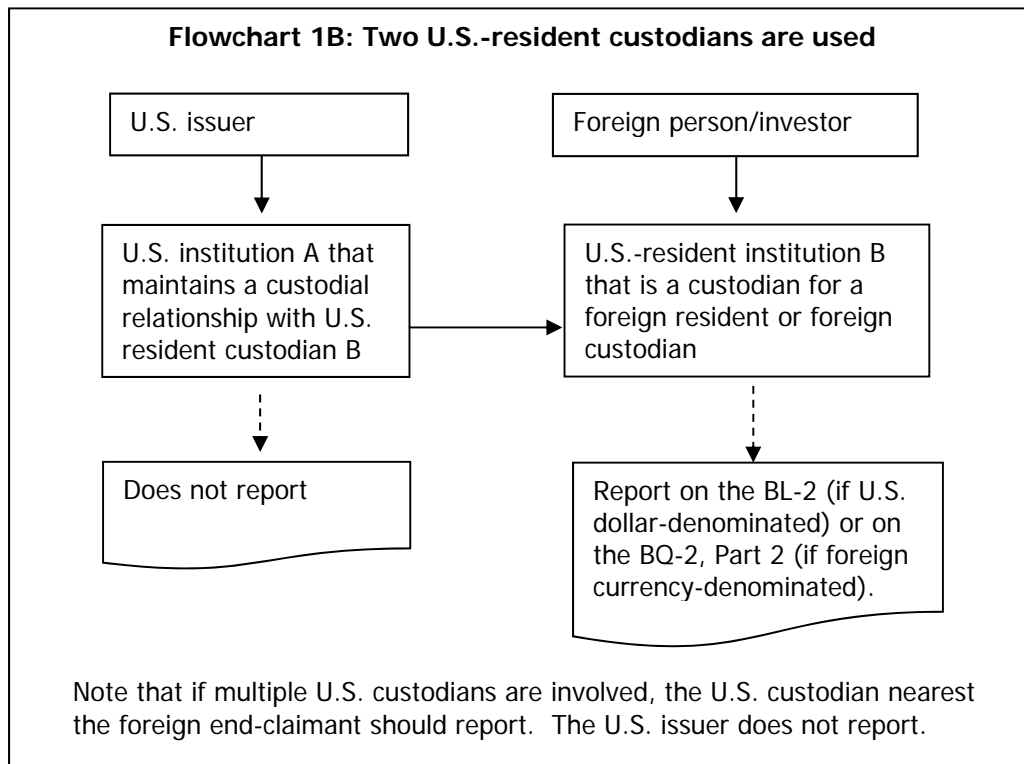 Flowchart 1B: Two U.S.-resident custodians are used
U.S. issuer
Foreign person/investor
U.S. institution A that
maintains a custodial
relationship with U.S.
resident custodian B
U.S.-resident institution B
that is a custodian for a
foreign resident or foreign
custodian
Does not report
Report on the BL-2 (if U.S.
dollar-denominated) or on
the BQ-2, Part 2 (if foreign
currency-denominated).
Note that if multiple U.S. custodians are involved, the U.S. custodian nearest
the foreign end-claimant should report.  The U.S. issuer does not report.